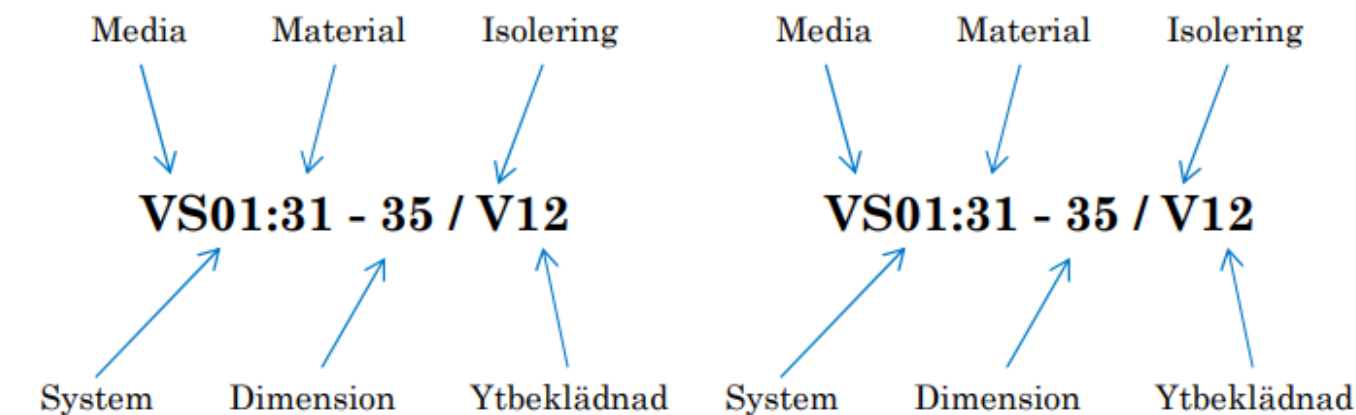 Media Material Isolering Media Material Isolering
VS01:31 - 35 / V12 VS01:31 - 35 / V12
System Dimension Ytbeklädnad System Dimension Ytbeklädnad